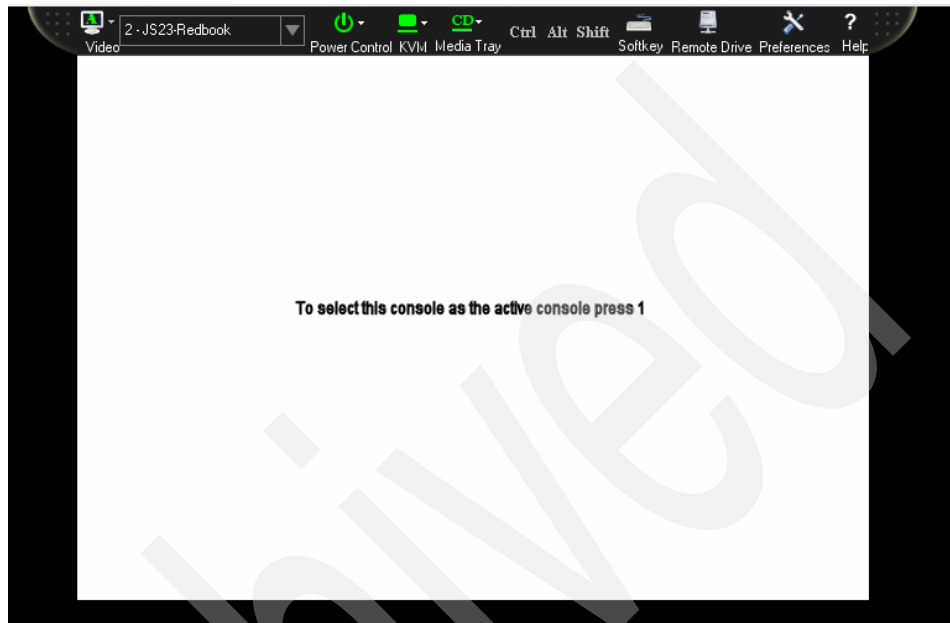 2 - JS23-Redbook
CD
Ctrl Alt Shift
?
Video Power Control KVM Media Tray Softkey Remote Drive Preferences Help
To select this console as the active console press 1
hived